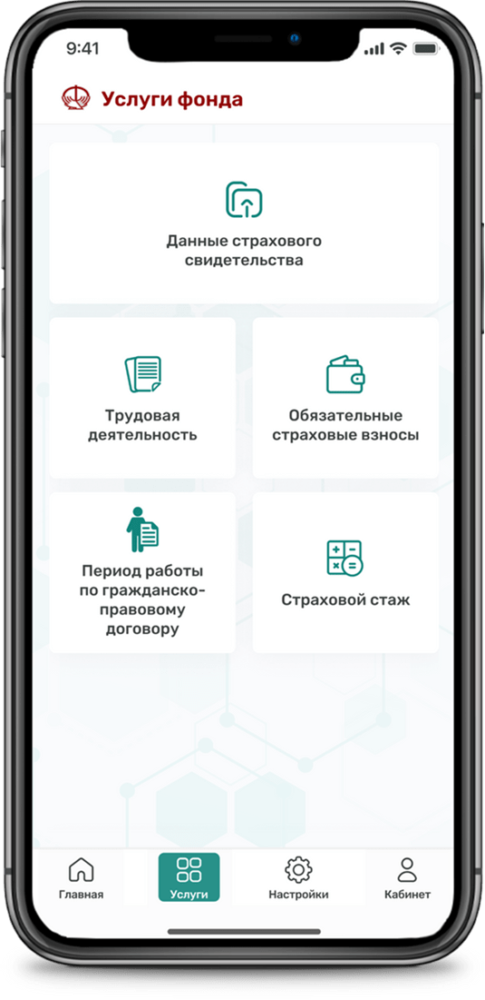 9:41
Услуги фонда
Данные страхового
свидетельства
Трудовая
деятельность
Обязательные
страховые взносы
Период работы
по гражданско-
правовому
договору
Страховой стаж
Главная
Услуги
Настройки
Кабинет